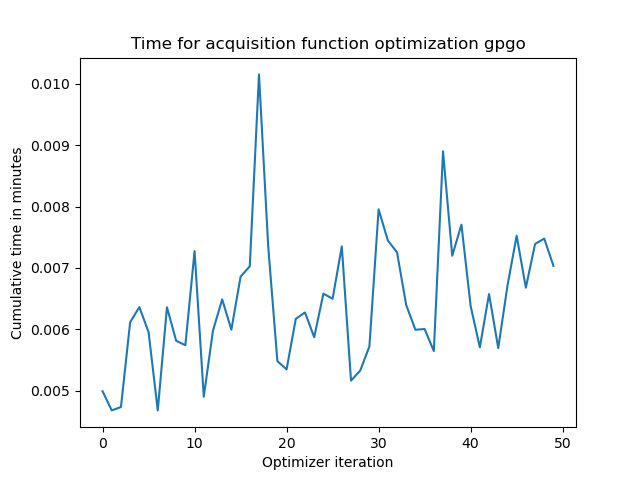 Time for acquisition function optimization gpgo
0.010
0.009
0.008
0.007
0.006
0.005
Cumulative time in minutes
0 10 20 30 40 50
Optimizer iteration